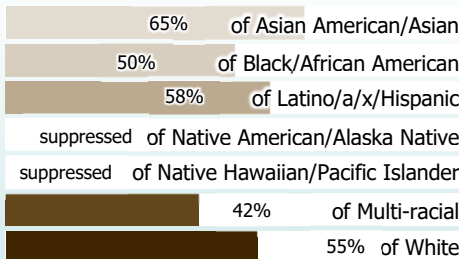 65% of Asian American/Asian
50% of Black/African American
58% of Latino/a/x/Hispanic
suppressed of Native American/Alaska Native
suppressed of Native Hawaiian/Pacific Islander
42% of Multi-racial
55% of White